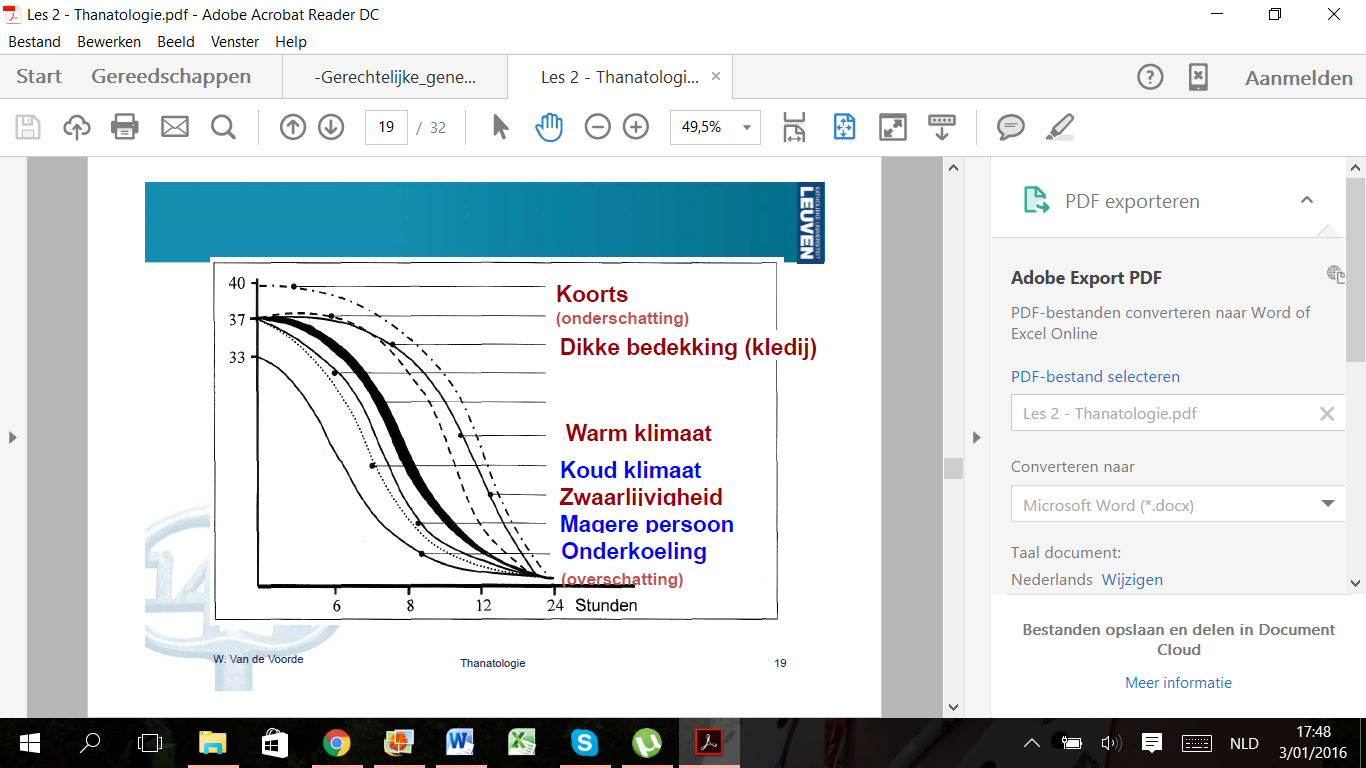 Les 2 - Thanatologie.pdf - Adobe Acrobat Reader DC
Bestand Bewerken Beeld Venster Help
Start Gereedschappen -Gerechtelijke_gene... Les 2 - Thanatologi... × Aanmelden
19 / 32 49,5%
KATHOLIEKE UNIVERSITEIT
LEUVEN
40
37
33
Koorts
(onderschatting)
Dikke bedekking (kledij)
Warm klimaat
Koud klimaat
Zwaarlijvigheid
Magere persoon
Onderkoeling
(overschatting)
6 8 12 24 Stunden
W. Van de Voorde Thanatologie 19
PDF exporteren
Adobe Export PDF
PDF-bestanden converteren naar Word of
Excel Online
PDF-bestand selecteren
Les 2 - Thanatologie.pdf
Converteren naar
Microsoft Word (*.docx)
Taal document:
Nederlands Wijzigen
Bestanden opslaan en delen in Document
Cloud
Meer informatie
NLD
17:48
3/01/2016